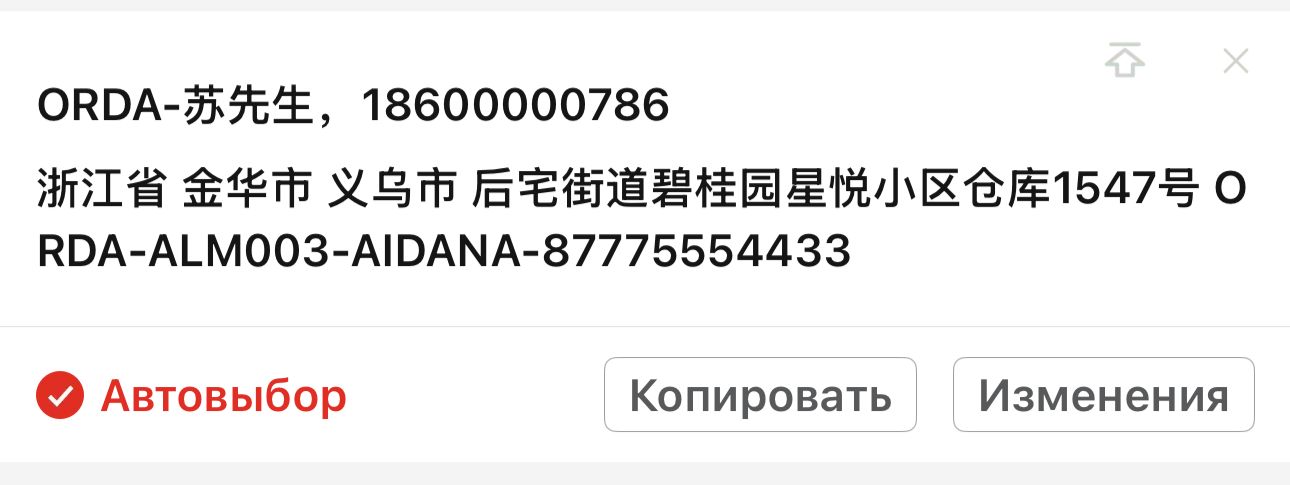 ORDA-苏先生，18600000786
浙江省 金华市 义乌市 后宅街道碧桂园星悦小区仓库1547号 O
RDA-ALM003-AIDANA-87775554433
Автовыбор
Копировать
Изменения